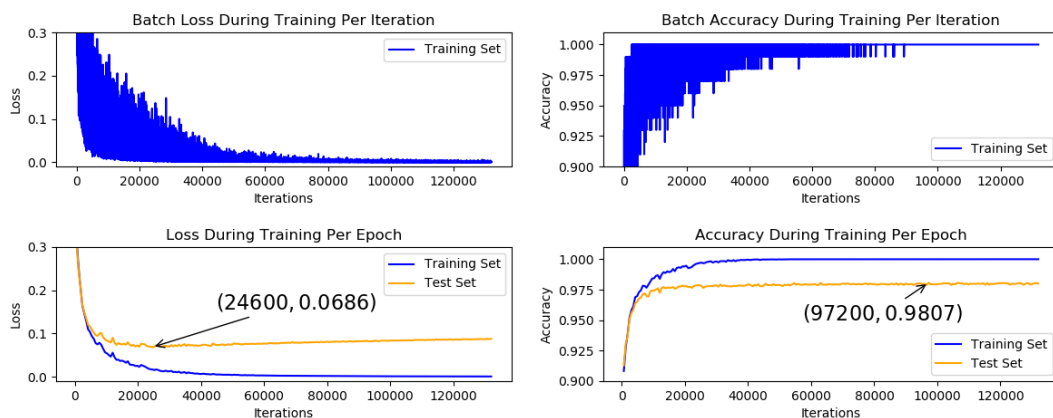 Batch Loss During Training Per Iteration
0.3
0.2
0.1
0.0
Loss
Training Set
0 20000 40000 60000 80000 100000 120000
Iterations
Batch Accuracy During Training Per Iteration
1.000
0.975
0.950
0.925
0.900
Accuracy
Training Set
0 20000 40000 60000 80000 100000 120000
Iterations
Loss During Training Per Epoch
0.3
0.2
0.1
0.0
Loss
Training Set
Test Set
(24600, 0.0686)
0 20000 40000 60000 80000 100000 120000
Iterations
Accuracy During Training Per Epoch
1.000
0.975
0.950
0.925
0.900
Accuracy
(97200, 0.9807)
Training Set
Test Set
0 20000 40000 60000 80000 100000 120000
Iterations